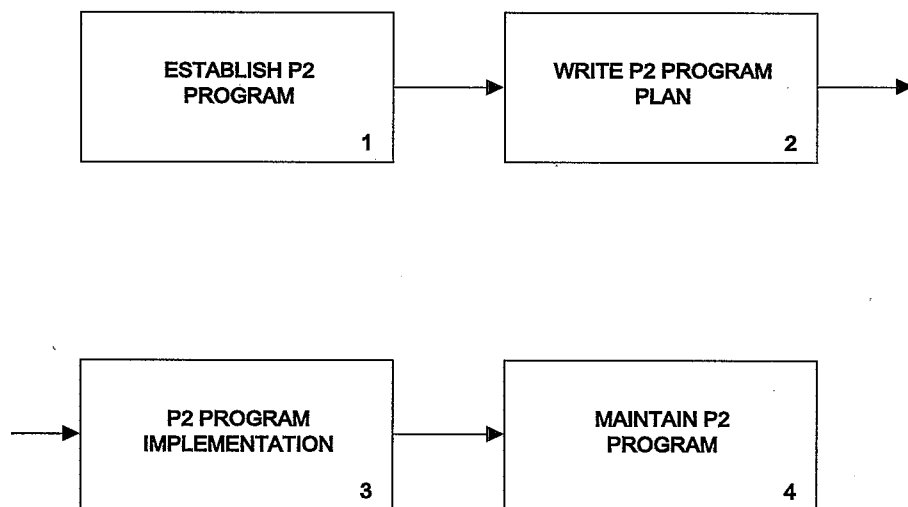 ESTABLISH P2
PROGRAM
1
WRITE P2 PROGRAM
PLAN
2
P2 PROGRAM
IMPLEMENTATION
3
MAINTAIN P2
PROGRAM
4